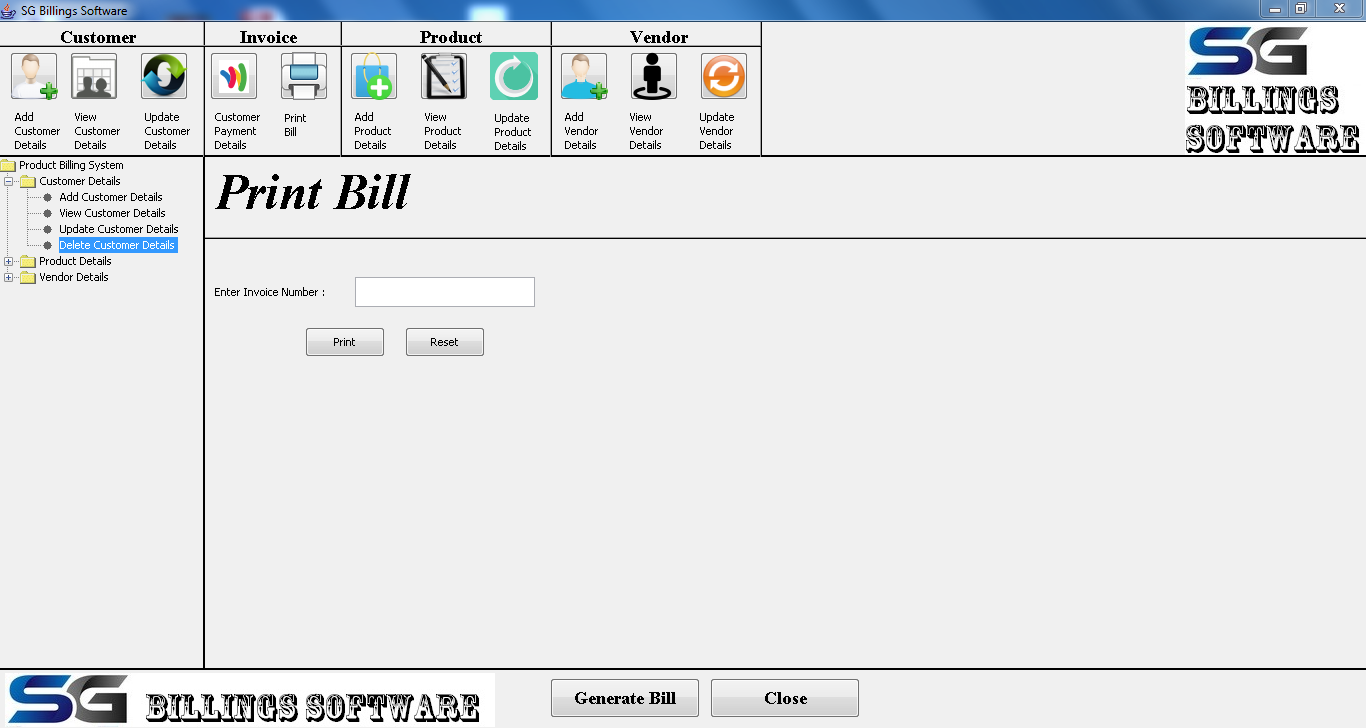 SG Billings Software
Customer Invoice Product Vendor
Add Customer Details
View Customer Details
Update Customer Details
Customer Payment Details
Print Bill
Add Product Details
View Product Details
Update Product Details
Add Vendor Details
View Vendor Details
Update Vendor Details
SG
BILLINGS
SOFTWARE
Product Billing System
Customer Details
Add Customer Details
View Customer Details
Update Customer Details
Delete Customer Details
Product Details
Vendor Details
Print Bill
Enter Invoice Number :
Print Reset
SG BILLINGS SOFTWARE
Generate Bill Close